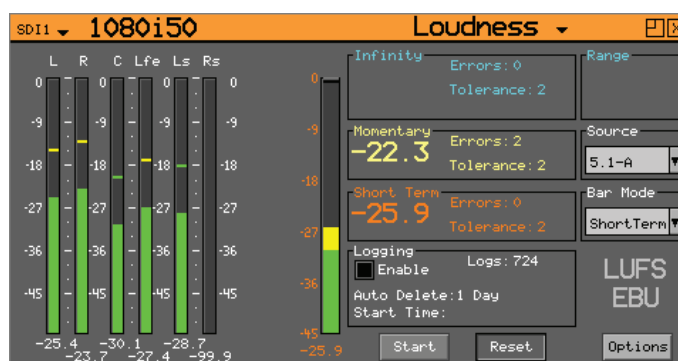 SDI1 1080i50 Loudness
L R C Lfe Ls Rs
0 0 0 0 0
-9 -9 -9 -9 -9
-18 -18 -18 -18 -18
-27 -27 -27 -27 -27
-36 -36 -36 -36 -36
-45 -45 -45 -45 -45
-25.4 -30.1 -28.7
-23.7 -27.4 -99.9
Infinity
Errors: 0
Tolerance: 2
Range
Momentary
-22.3
Errors: 2
Tolerance: 2
Source
5.1-A
Short Term
-25.9
Errors: 0
Tolerance: 2
Bar Mode
ShortTerm
Logging
Enable Logs: 724
Auto Delete:1 Day
Start Time:
LUFS
EBU
Start Reset Options
-25.9